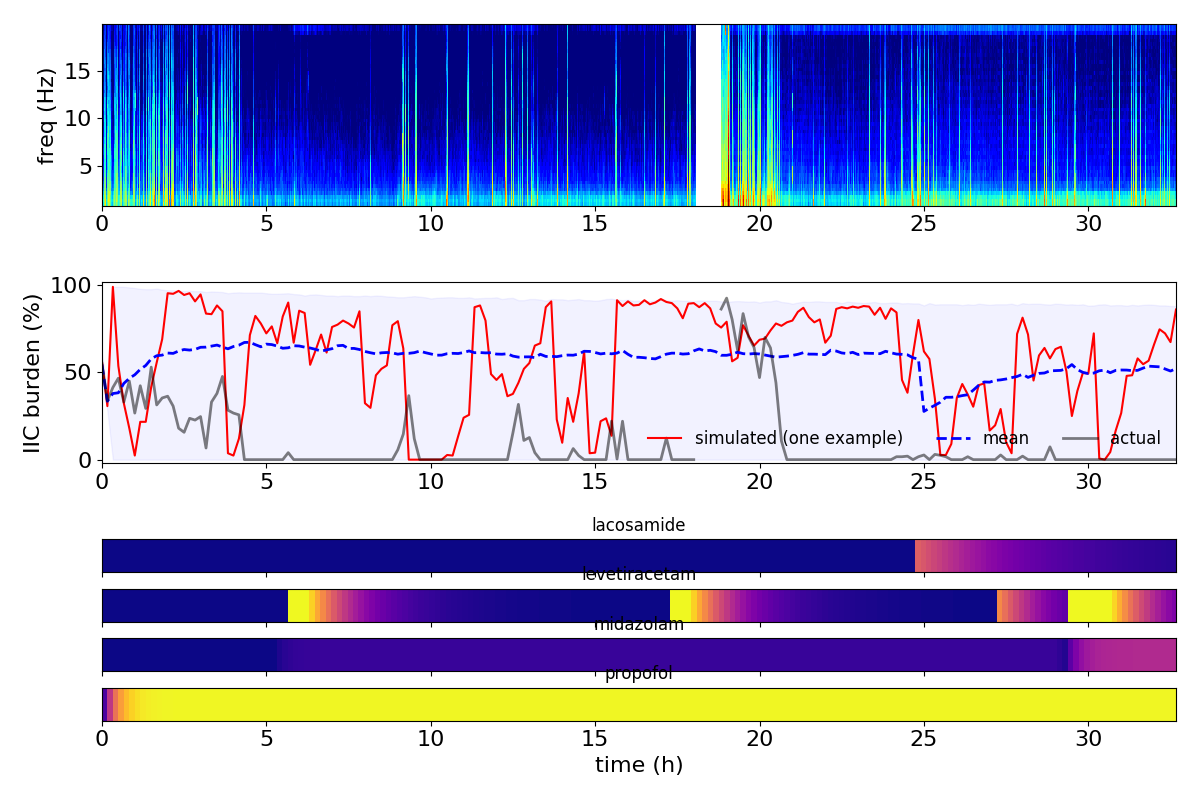 freq (Hz)
15
10
5
0 5 10 15 20 25 30
IIC burden (%)
100
50
0
simulated (one example) mean actual
0 5 10 15 20 25 30
lacosamide
levetiracetam
midazolam
propofol
0 5 10 15 20 25 30
time (h)